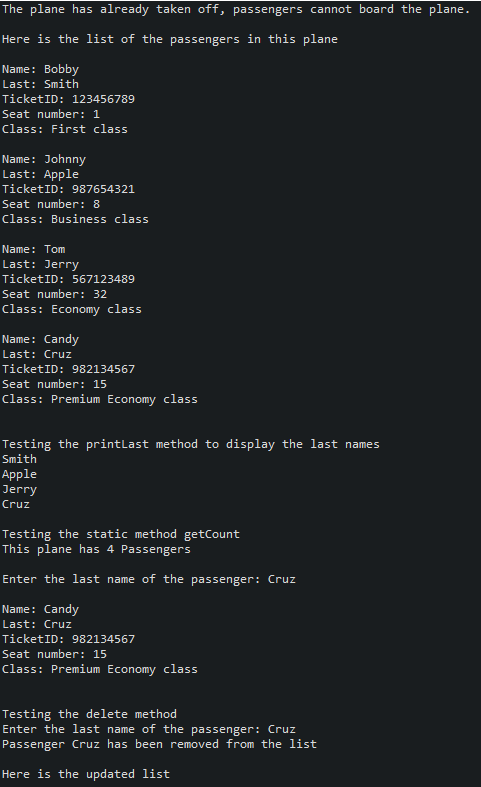 The plane has already taken off, passengers cannot board the plane.
Here is the list of the passengers in this plane
Name: Bobby
Last: Smith
TicketID: 123456789
Seat number: 1
Class: First class
Name: Johnny
Last: Apple
TicketID: 987654321
Seat number: 8
Class: Business class
Name: Tom
Last: Jerry
TicketID: 567123489
Seat number: 32
Class: Economy class
Name: Candy
Last: Cruz
TicketID: 982134567
Seat number: 15
Class: Premium Economy class
Testing the printLast method to display the last names
Smith
Apple
Jerry
Cruz
Testing the static method getCount
This plane has 4 Passengers
Enter the last name of the passenger: Cruz
Name: Candy
Last: Cruz
TicketID: 982134567
Seat number: 15
Class: Premium Economy class
Testing the delete method
Enter the last name of the passenger: Cruz
Passenger Cruz has been removed from the list
Here is the updated list